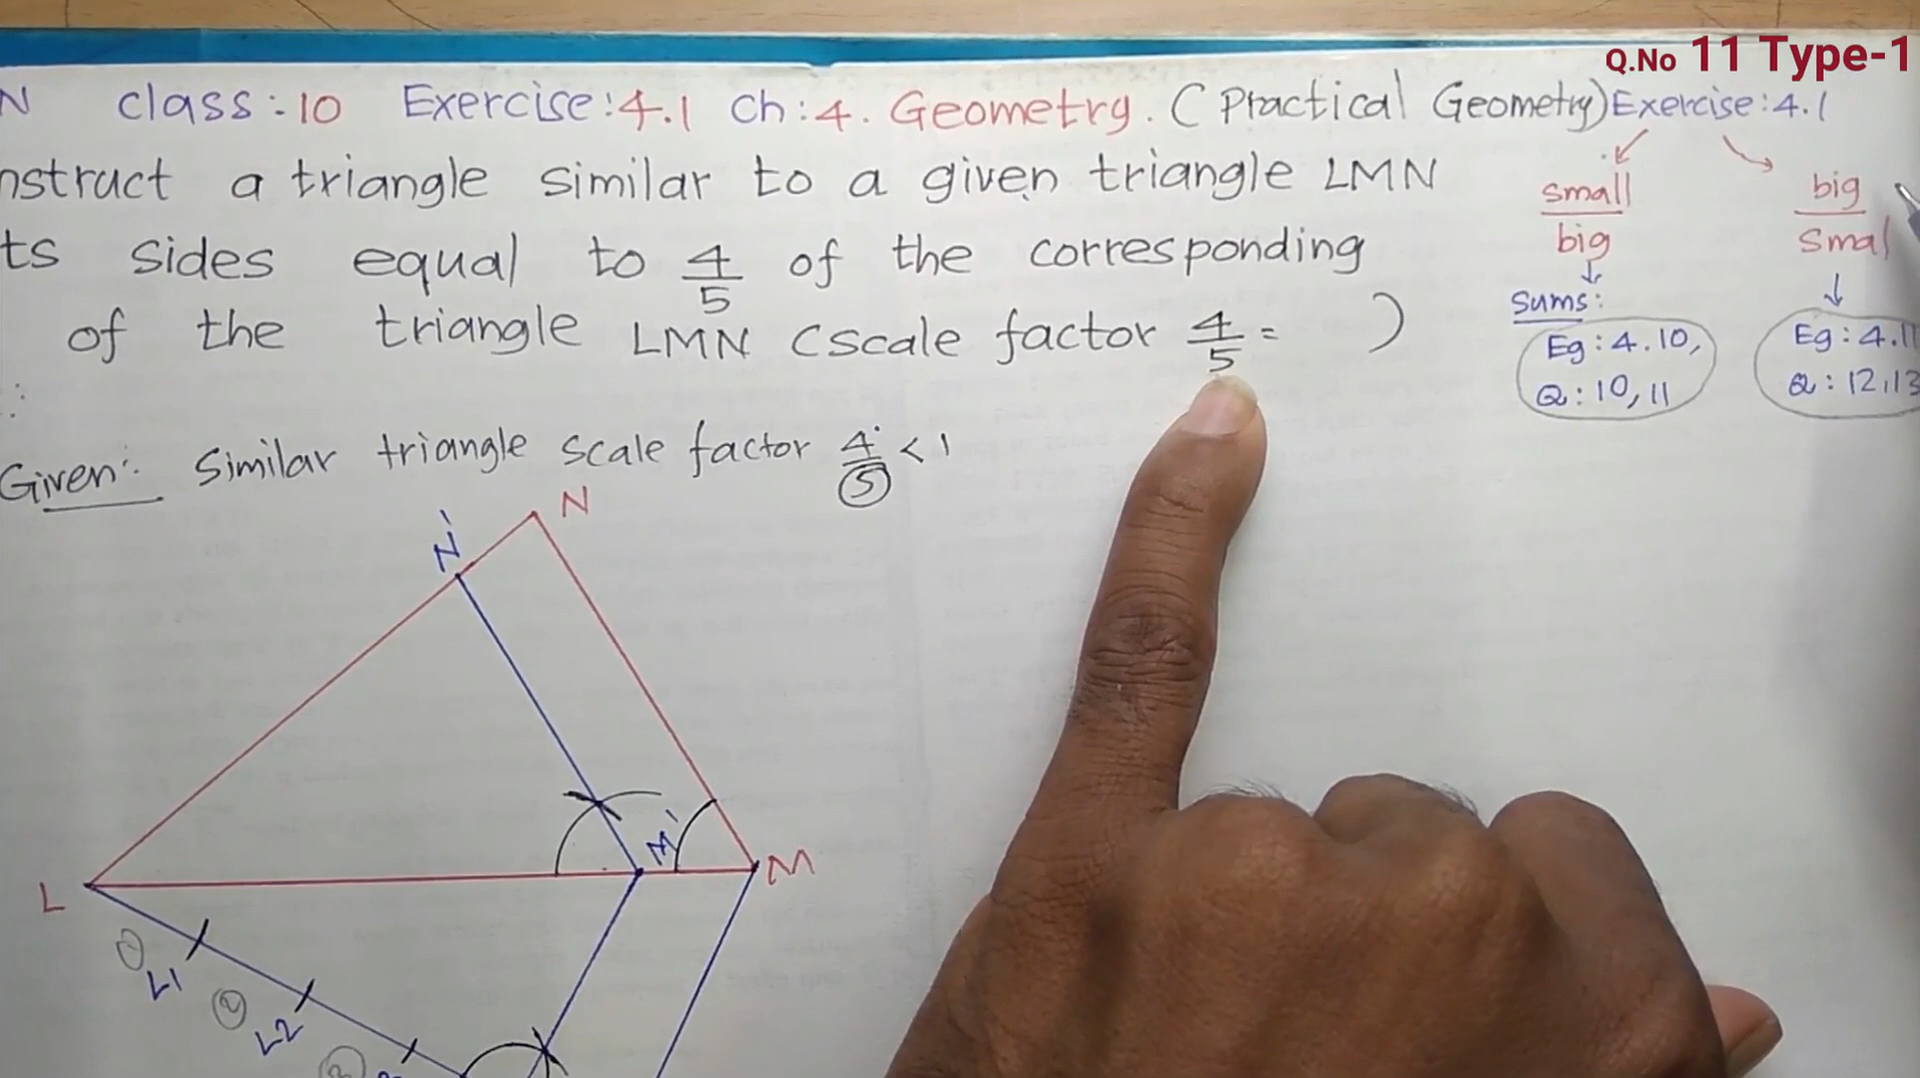 Q.No 11 Type-1
N class:10 Exercise:4.1 Ch:4. Geometry. (Practical Geometry)
nstruct a triangle similar to a given triangle LMN
ts sides equal to 4/5 of the corresponding
of the triangle LMN (Scale factor 4/5 = )
Exercise:4.1
small
big
Sums:
Eg:4.10,
Q:10,11
big
Smal
Eg:4.11
Q:12,13
Given: Similar triangle scale factor 4/5 < 1
N' N
M' M
L
1
L1
2
L2
3